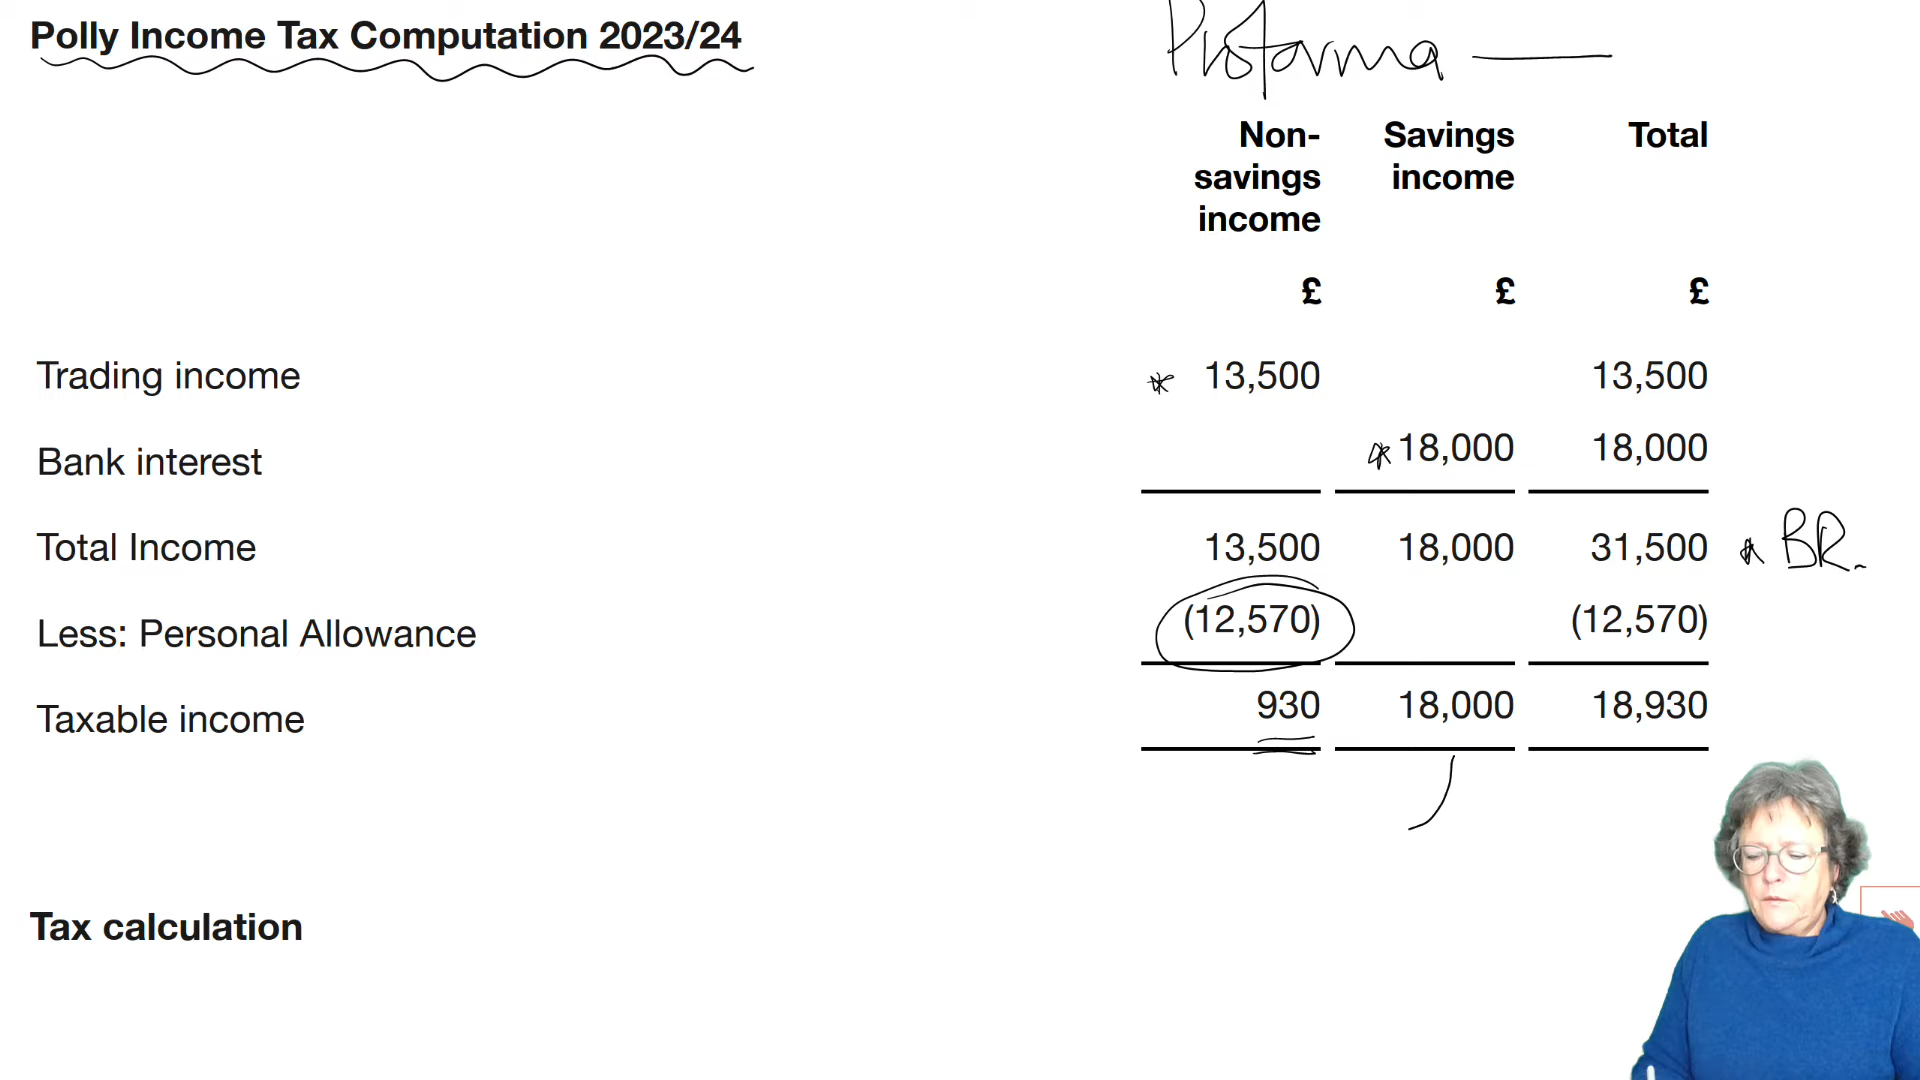 Polly Income Tax Computation 2023/24
Proforma
Non-
savings
income
Savings
income
Total
£ £ £
Trading income * 13,500 13,500
Bank interest * 18,000 18,000
Total Income 13,500 18,000 31,500 * BR.
Less: Personal Allowance (12,570) (12,570)
Taxable income 930 18,000 18,930
Tax calculation